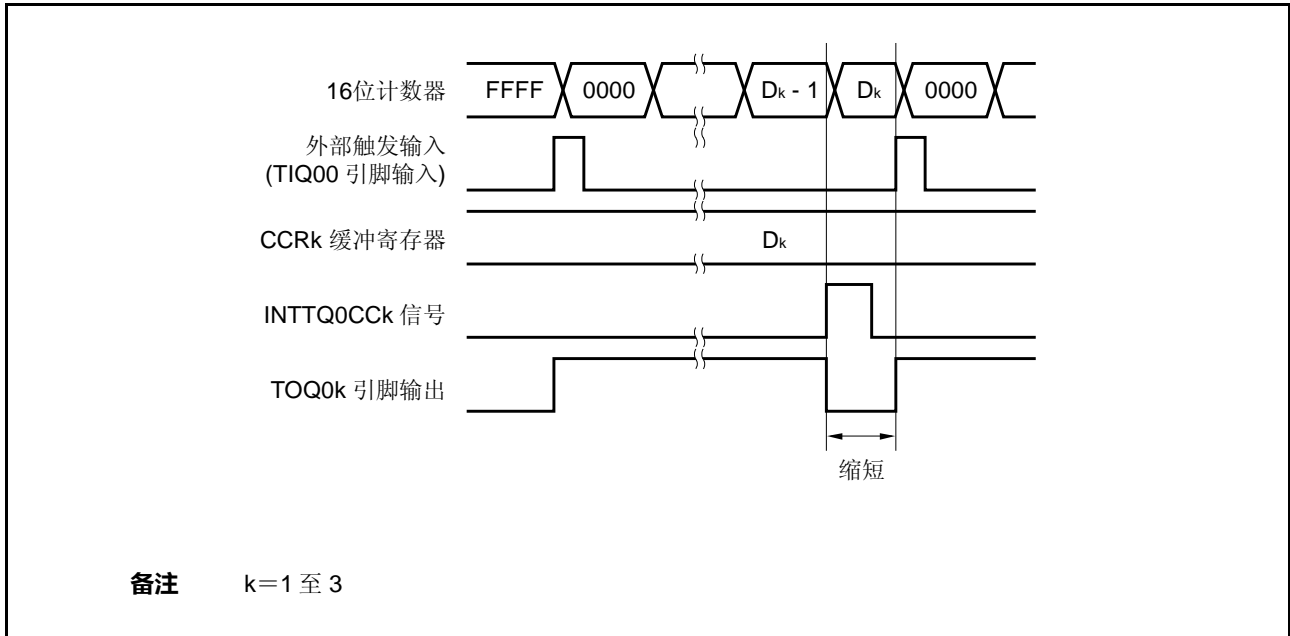 16位计数器 FFFF 0000 Dk - 1 Dk 0000
外部触发输入
(TIQ00 引脚输入)
CCRk 缓冲寄存器 Dk
INTTQ0CCk 信号
TOQ0k 引脚输出
缩短
备注 k＝1 至 3